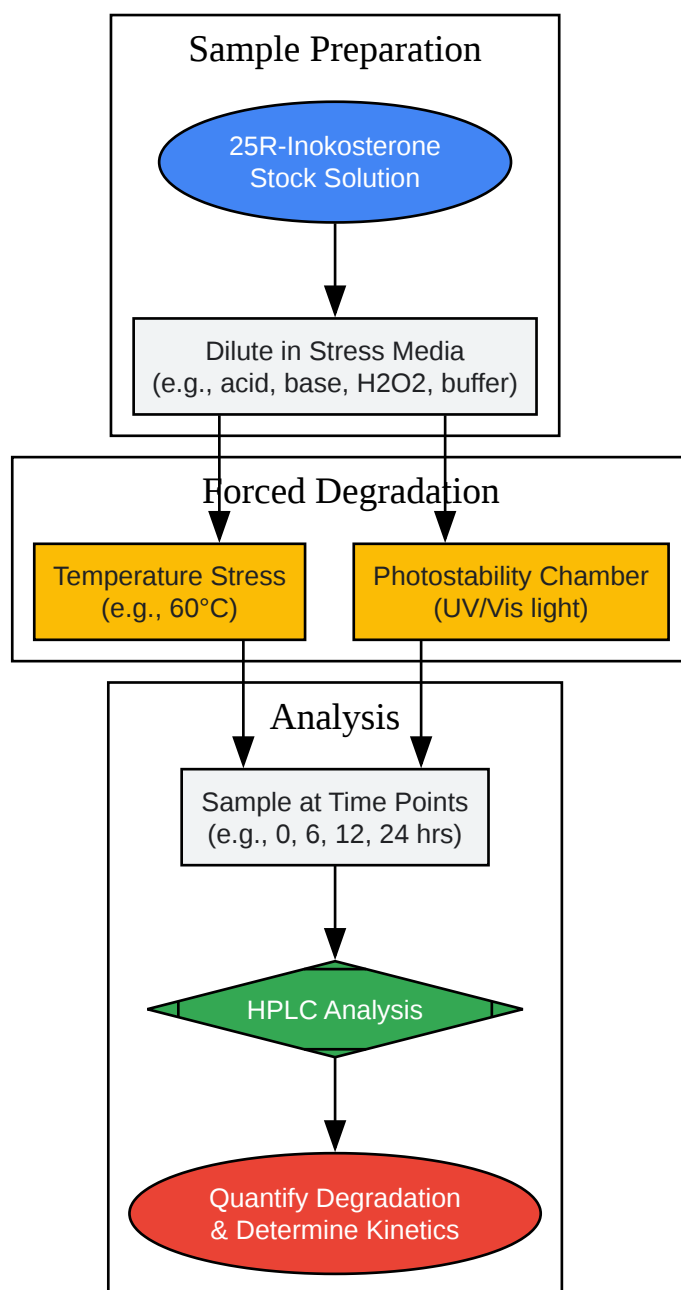 Sample Preparation
25R-Inokosterone
Stock Solution
Dilute in Stress Media
(e.g., acid, base, H2O2, buffer)
Forced Degradation
Temperature Stress
(e.g., 60°C)
Photostability Chamber
(UV/Vis light)
Analysis
Sample at Time Points
(e.g., 0, 6, 12, 24 hrs)
HPLC Analysis
Quantify Degradation
& Determine Kinetics